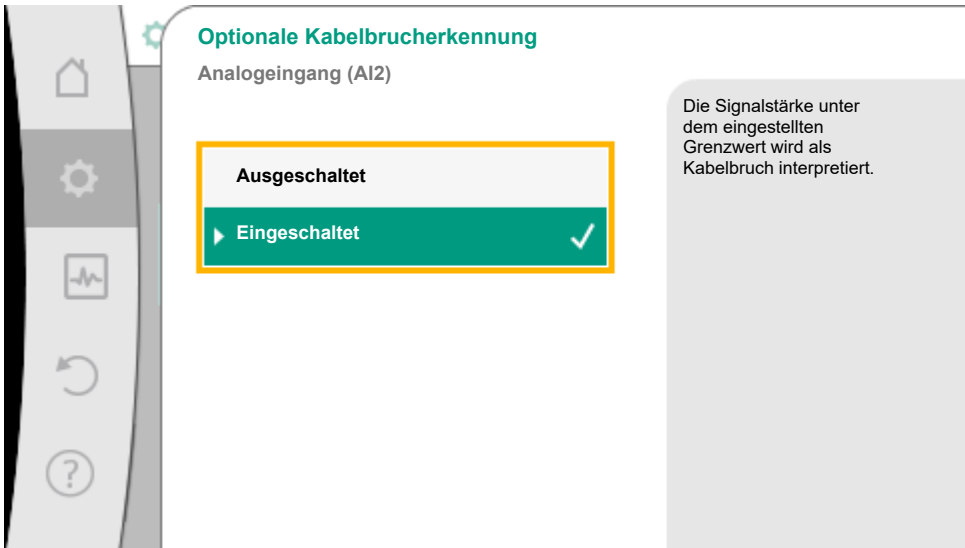 Optionale Kabelbrucherkennung
Analogeingang (AI2)
Ausgeschaltet
Eingeschaltet
Die Signalstärke unter
dem eingestellten
Grenzwert wird als
Kabelbruch interpretiert.
?